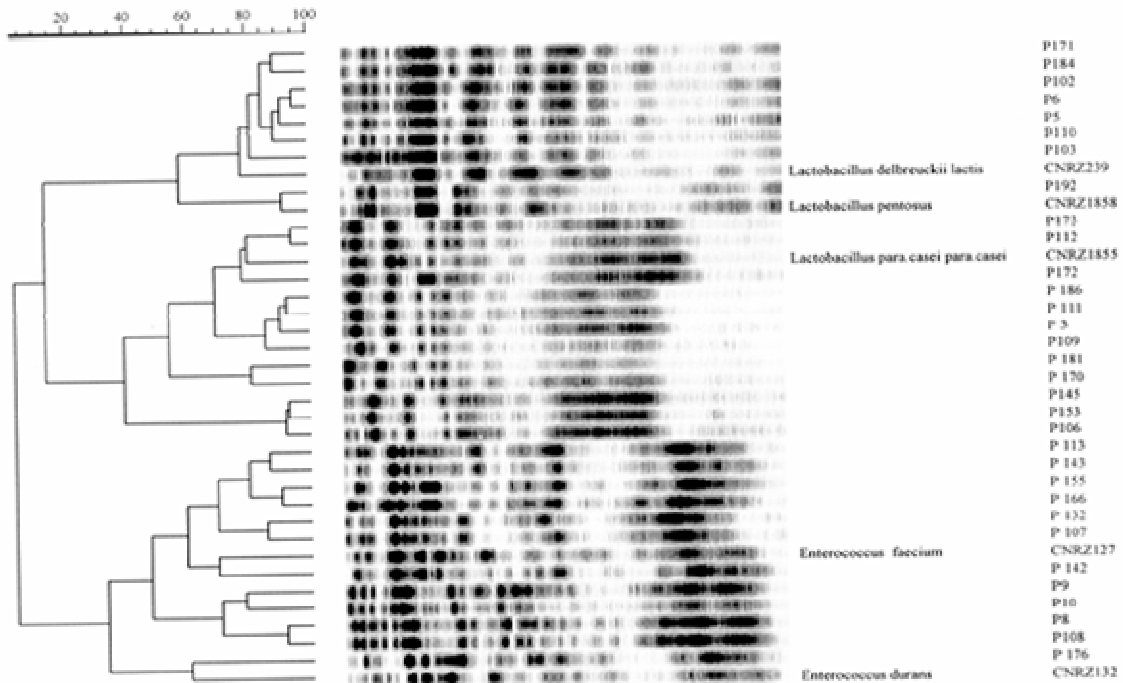 20 40 60 80 100
P171
P184
P102
P6
P5
P110
P103
Lactobacillus delbreuckii lactis CNRZ239
P192
Lactobacillus pentosus CNRZ1858
P173
P112
Lactobacillus para.casei para.casei CNRZ1855
P172
P 186
P 111
P 3
P109
P 181
P 170
P145
P153
P106
P 113
P 143
P 155
P 166
P 132
P 107
Enterococcus faecium CNRZ127
P 142
P9
P10
P8
P108
P 176
Enterococcus durans CNRZ132